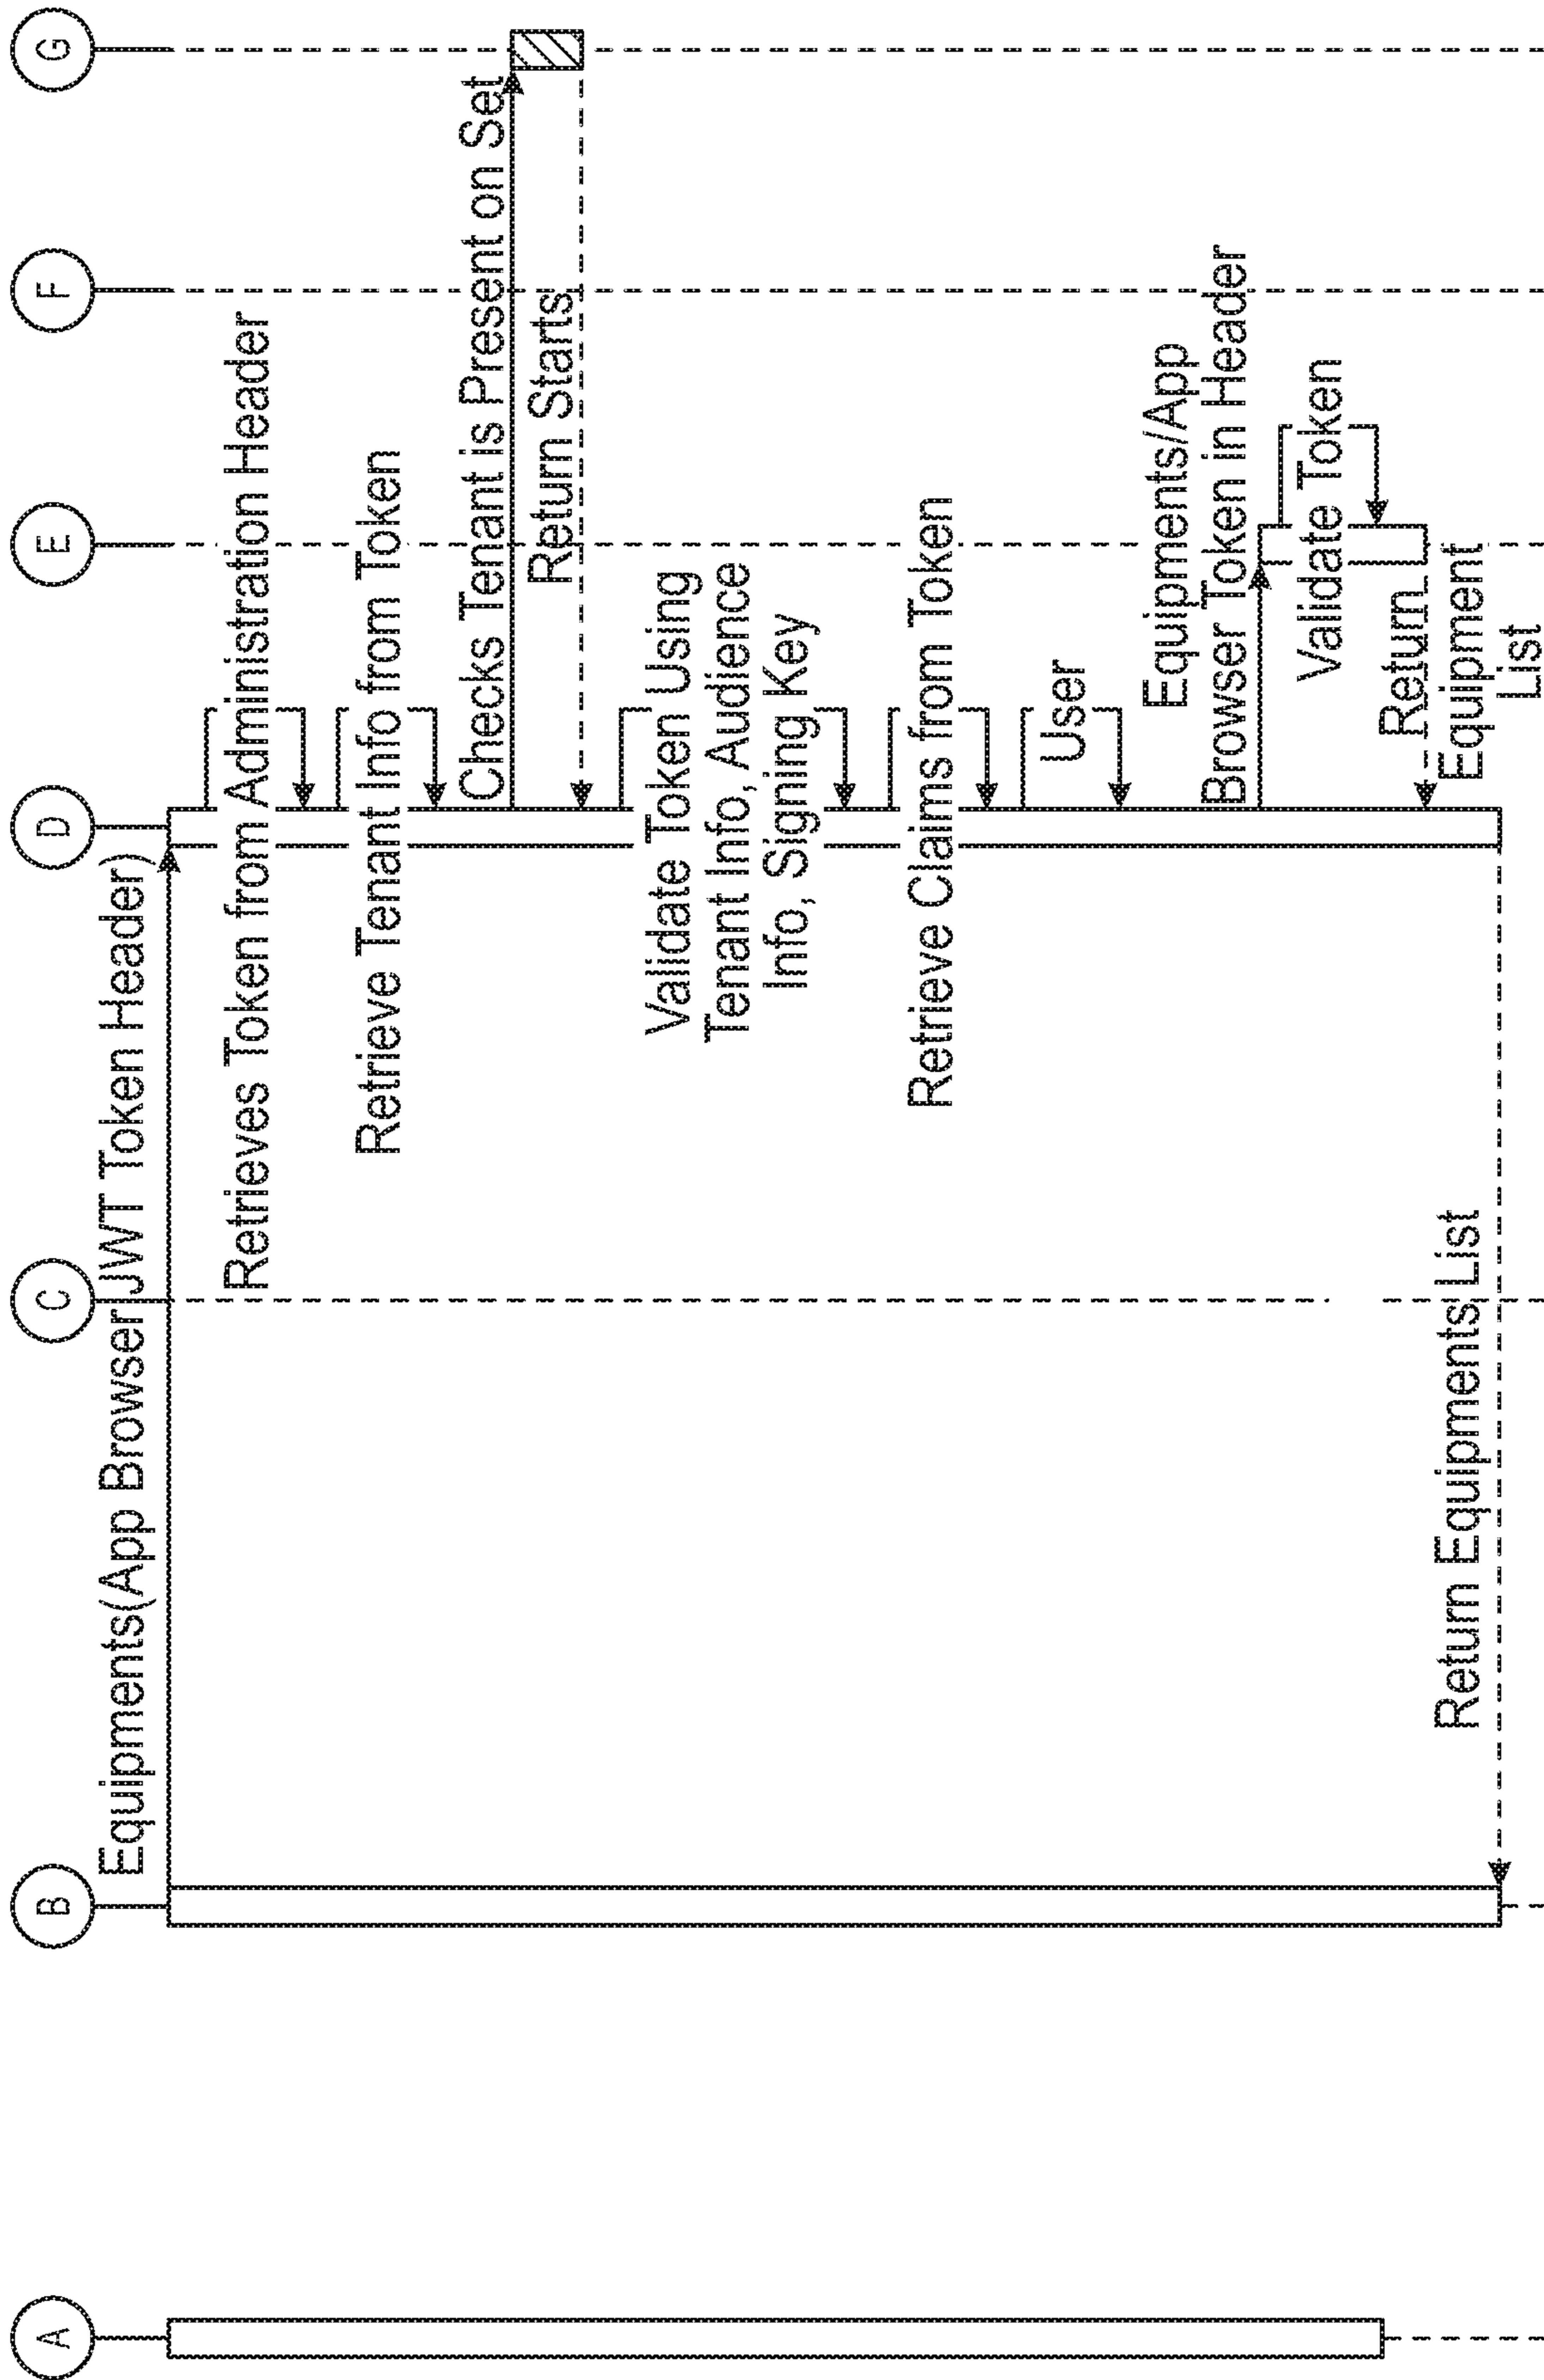 A
B
C
D
E
F
G
Equipments(App Browser JWT Token Header)
Retrieves Token from Administration Header
Retrieve Tenant Info from Token
Checks Tenant is Present on Set
Return Starts
Validate Token Using
Tenant Info, Audience
Info, Signing Key
Retrieve Claims from Token
User
Equipments/App
Browser Token in Header
Validate Token
Return
Equipment
List
Return Equipments List